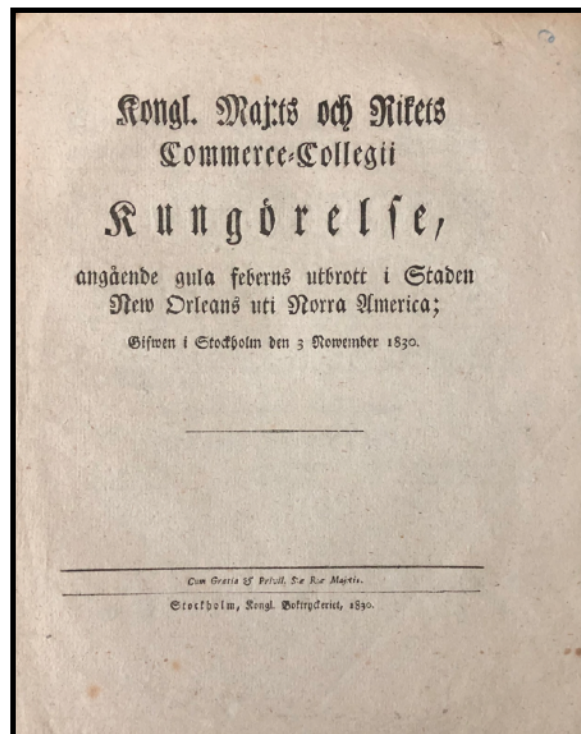 Kongl. Maj:ts och Rikets
Commerce-Collegii
Kungörelse,
angående gula feberns utbrott i Staden
New Orleans uti Norra America;
Gifwen i Stockholm den 3 November 1830.
Cum Gratia & Privil. S:æ R:æ Maj:tis.
Stockholm, Kongl. Boktryckeriet, 1830.